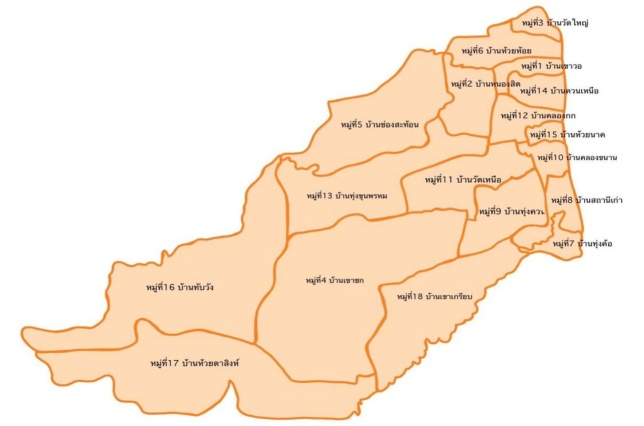 หมู่ที่3 บ้านวัดใหญ่
หมู่ที่6 บ้านห้วยห้อย
หมู่ที่1 บ้านเขาวอ
หมู่ที่2 บ้านหนองสิต
หมู่ที่14 บ้านควนเหนือ
หมู่ที่12 บ้านคลองกก
หมู่ที่5 บ้านช่องสะท้อน
หมู่ที่15 บ้านห้วยนาค
หมู่ที่10 บ้านคลองขนาน
หมู่ที่11 บ้านวัดเหนือ
หมู่ที่13 บ้านทุ่งขุนพรหม
หมู่ที่8 บ้านสถานีเก่า
หมู่ที่9 บ้านทุ่งควน
หมู่ที่7 บ้านทุ่งค้อ
หมู่ที่4 บ้านเขาชก
หมู่ที่16 บ้านทับวัง
หมู่ที่18 บ้านเขาเกรียบ
หมู่ที่17 บ้านห้วยตาสิงห์